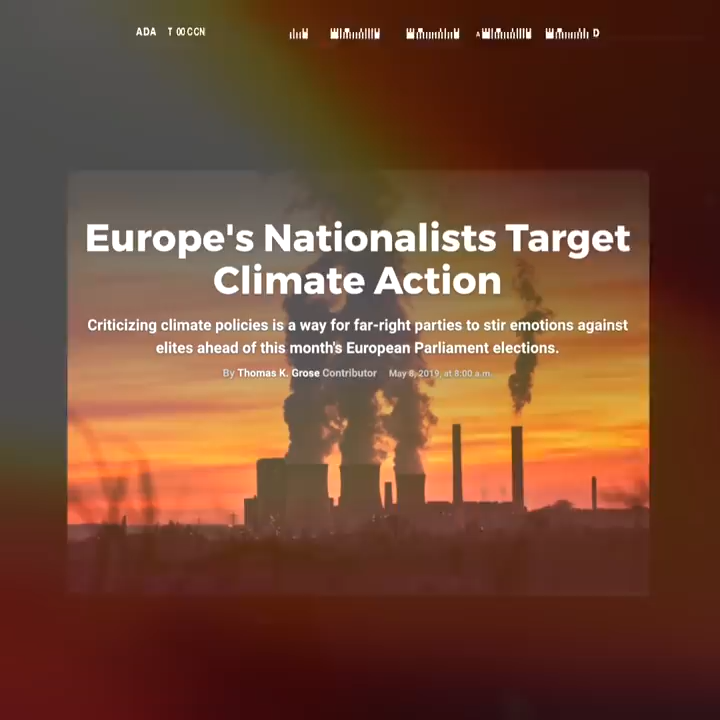 Europe's Nationalists Target
Climate Action
Criticizing climate policies is a way for far-right parties to stir emotions against
elites ahead of this month's European Parliament elections.
By Thomas K. Grose Contributor May 8, 2019, at 8:00 a.m.